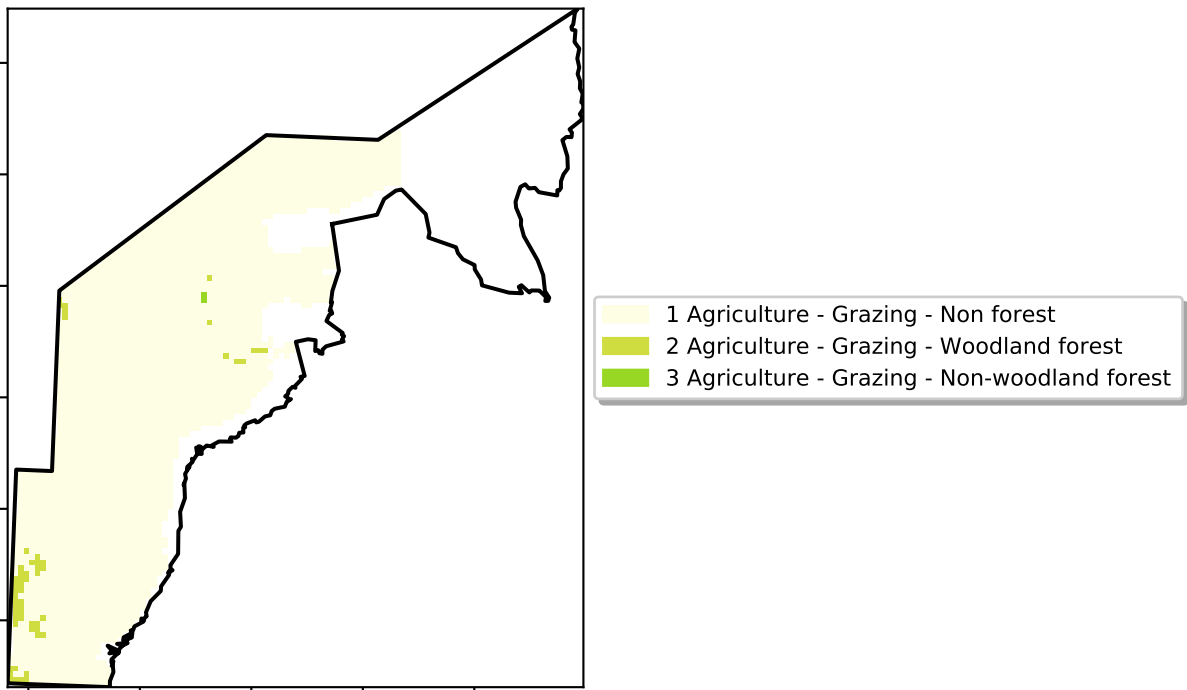 1 Agriculture - Grazing - Non forest
2 Agriculture - Grazing - Woodland forest
3 Agriculture - Grazing - Non-woodland forest